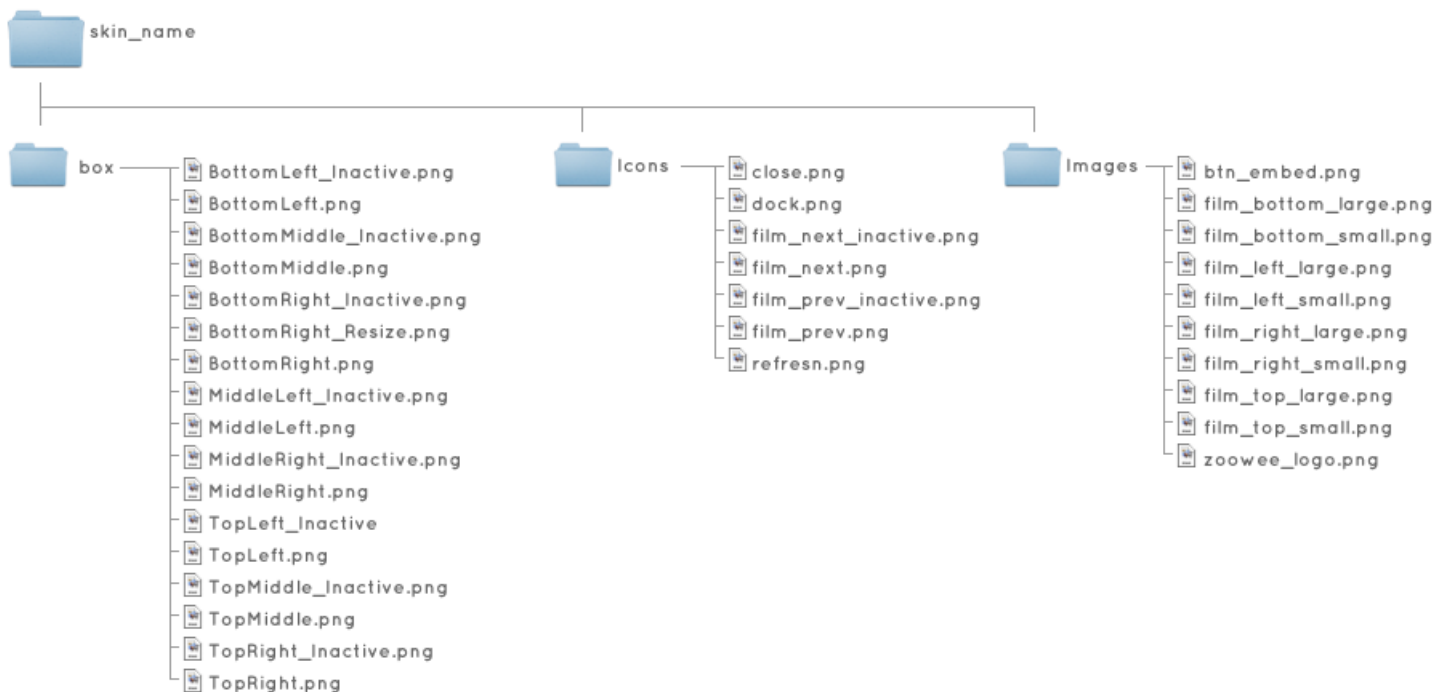 skin_name
box
BottomLeft_Inactive.png
BottomLeft.png
BottomMiddle_Inactive.png
BottomMiddle.png
BottomRight_Inactive.png
BottomRight_Resize.png
BottomRight.png
MiddleLeft_Inactive.png
MiddleLeft.png
MiddleRight_Inactive.png
MiddleRight.png
TopLeft_Inactive
TopLeft.png
TopMiddle_Inactive.png
TopMiddle.png
TopRight_Inactive.png
TopRight.png
Icons
close.png
dock.png
film_next_inactive.png
film_next.png
film_prev_inactive.png
film_prev.png
refresn.png
Images
btn_embed.png
film_bottom_large.png
film_bottom_small.png
film_left_large.png
film_left_small.png
film_right_large.png
film_right_small.png
film_top_large.png
film_top_small.png
zoowee_logo.png